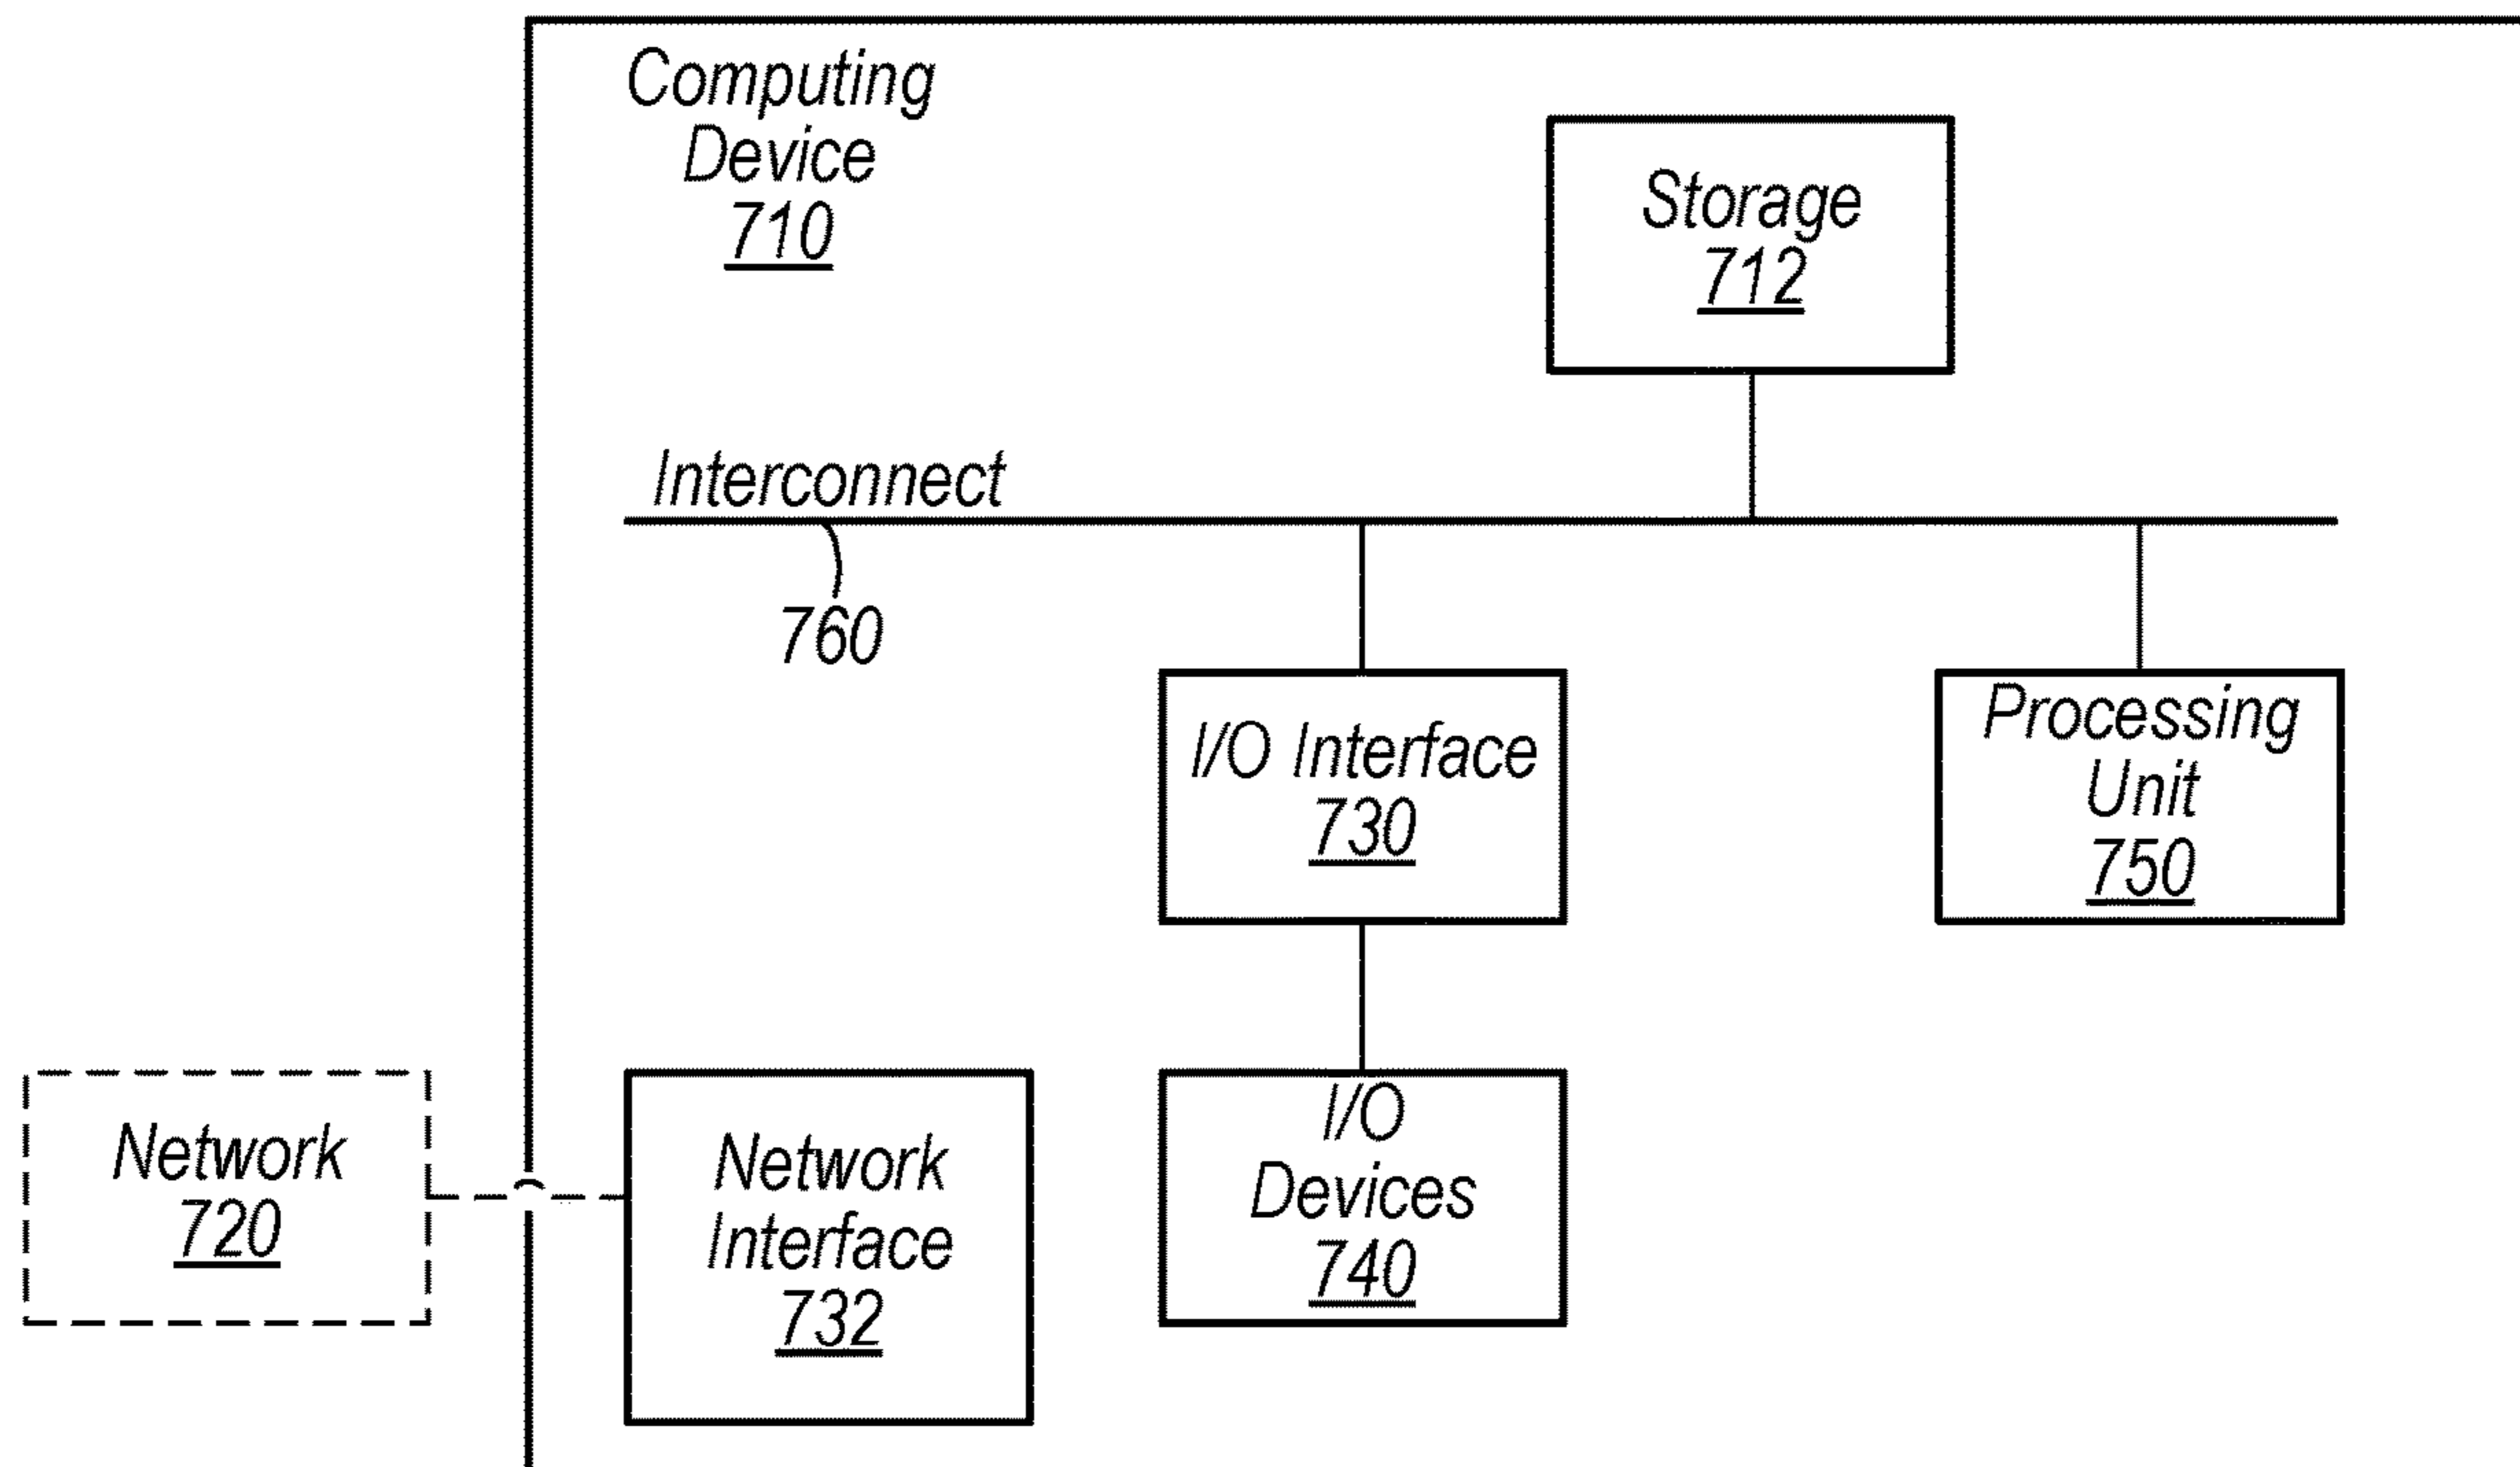 Computing
Device
710
Storage
712
Interconnect
760
I/O Interface
730
Processing
Unit
750
Network
720
Network
Interface
732
I/O
Devices
740